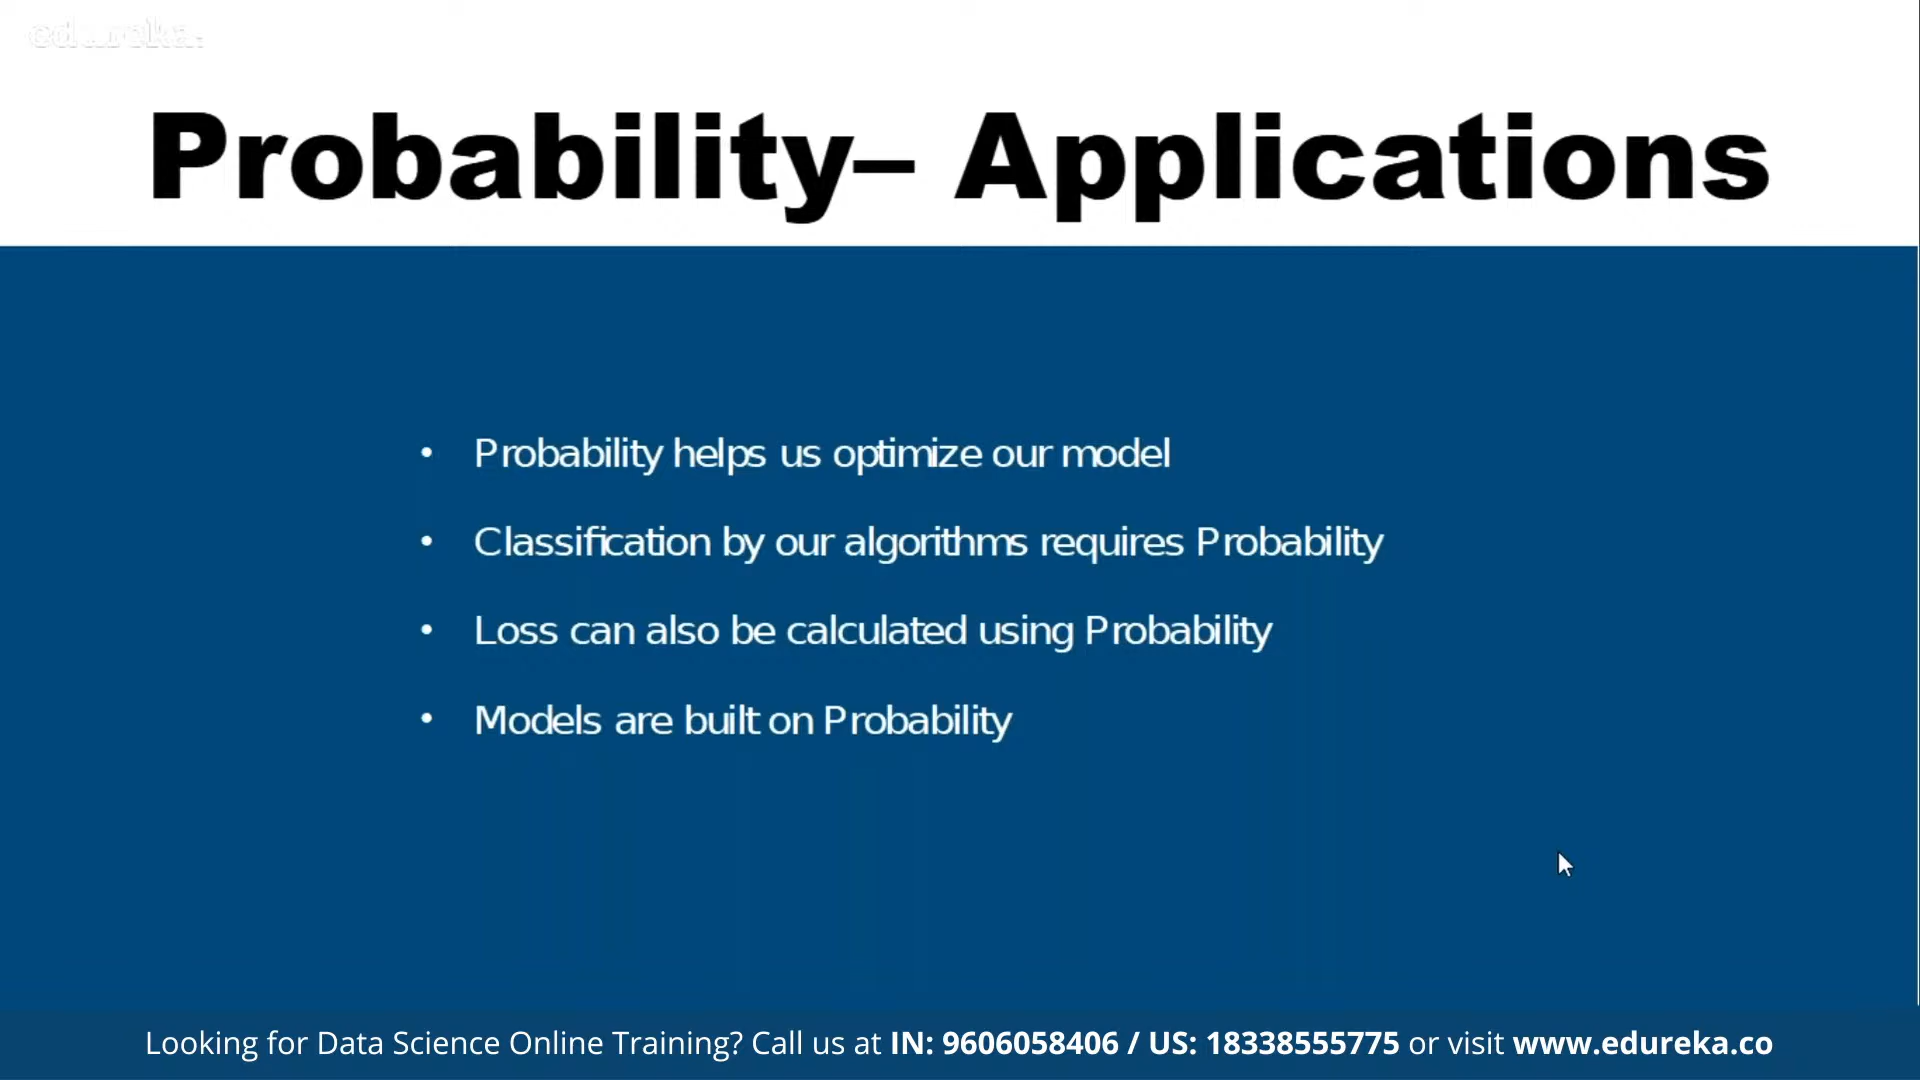 edureka!
Probability– Applications
• Probability helps us optimize our model
• Classification by our algorithms requires Probability
• Loss can also be calculated using Probability
• Models are built on Probability
Looking for Data Science Online Training? Call us at IN: 9606058406 / US: 18338555775 or visit www.edureka.co